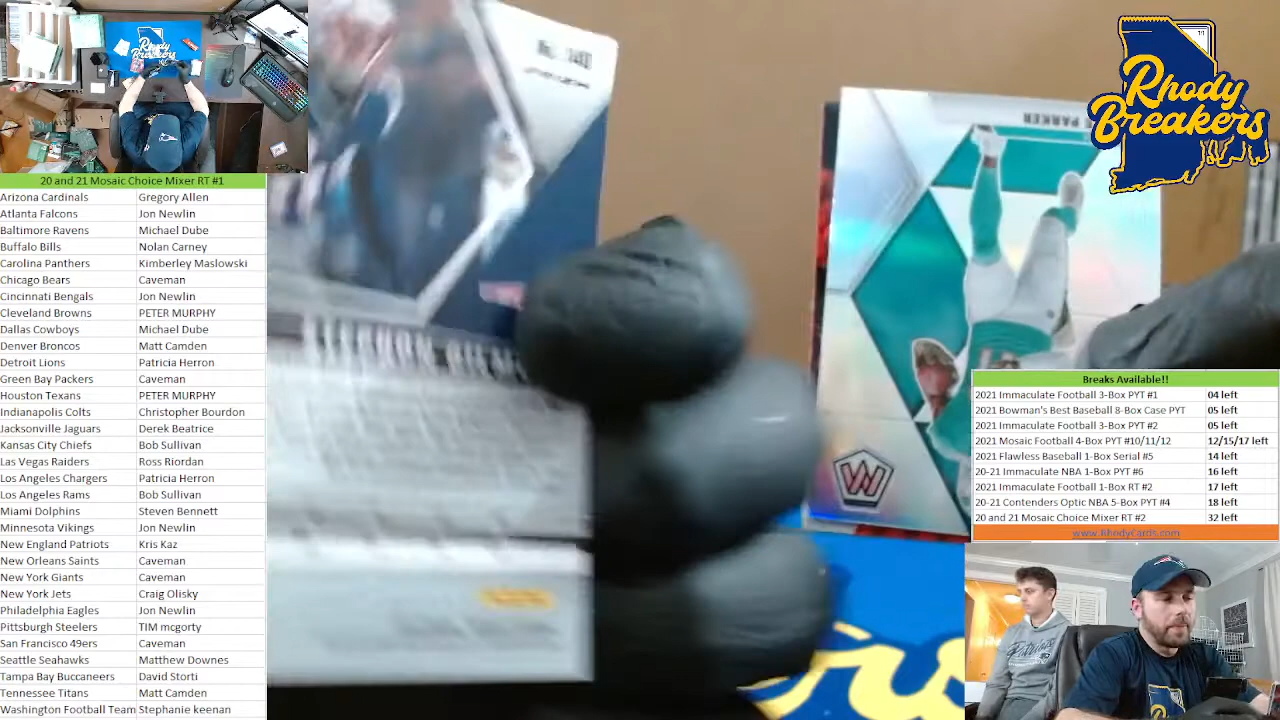 20 and 21 Mosaic Choice Mixer RT #1
Arizona Cardinals Gregory Allen
Atlanta Falcons Jon Newlin
Baltimore Ravens Michael Dube
Buffalo Bills Nolan Carney
Carolina Panthers Kimberley Maslowski
Chicago Bears Caveman
Cincinnati Bengals Jon Newlin
Cleveland Browns PETER MURPHY
Dallas Cowboys Michael Dube
Denver Broncos Matt Camden
Detroit Lions Patricia Herron
Green Bay Packers Caveman
Houston Texans PETER MURPHY
Indianapolis Colts Christopher Bourdon
Jacksonville Jaguars Derek Beatrice
Kansas City Chiefs Bob Sullivan
Las Vegas Raiders Ross Riordan
Los Angeles Chargers Patricia Herron
Los Angeles Rams Bob Sullivan
Miami Dolphins Steven Bennett
Minnesota Vikings Jon Newlin
New England Patriots Kris Kaz
New Orleans Saints Caveman
New York Giants Caveman
New York Jets Craig Olisky
Philadelphia Eagles Jon Newlin
Pittsburgh Steelers TIM mcgorty
San Francisco 49ers Caveman
Seattle Seahawks Matthew Downes
Tampa Bay Buccaneers David Storti
Tennessee Titans Matt Camden
Washington Football Team Stephanie keenan
PARKER
Rhody
Breakers
Breaks Available!!
2021 Immaculate Football 3-Box PYT #1 04 left
2021 Bowman's Best Baseball 8-Box Case PYT 05 left
2021 Immaculate Football 3-Box PYT #2 05 left
2021 Mosaic Football 4-Box PYT #10/11/12 12/15/17 left
2021 Flawless Baseball 1-Box Serial #5 14 left
20-21 Immaculate NBA 1-Box PYT #6 16 left
2021 Immaculate Football 1-Box RT #2 17 left
20-21 Contenders Optic NBA 5-Box PYT #4 18 left
20 and 21 Mosaic Choice Mixer RT #2 32 left
www.RhodyCards.com